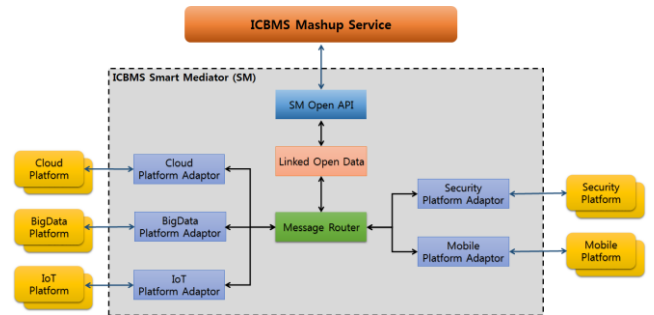 ICBMS Mashup Service
ICBMS Smart Mediator (SM)
SM Open API
Linked Open Data
Message Router
Cloud
Platform
Cloud
Platform Adaptor
BigData
Platform
BigData
Platform Adaptor
IoT
Platform
IoT
Platform Adaptor
Security
Platform Adaptor
Security
Platform
Mobile
Platform Adaptor
Mobile
Platform